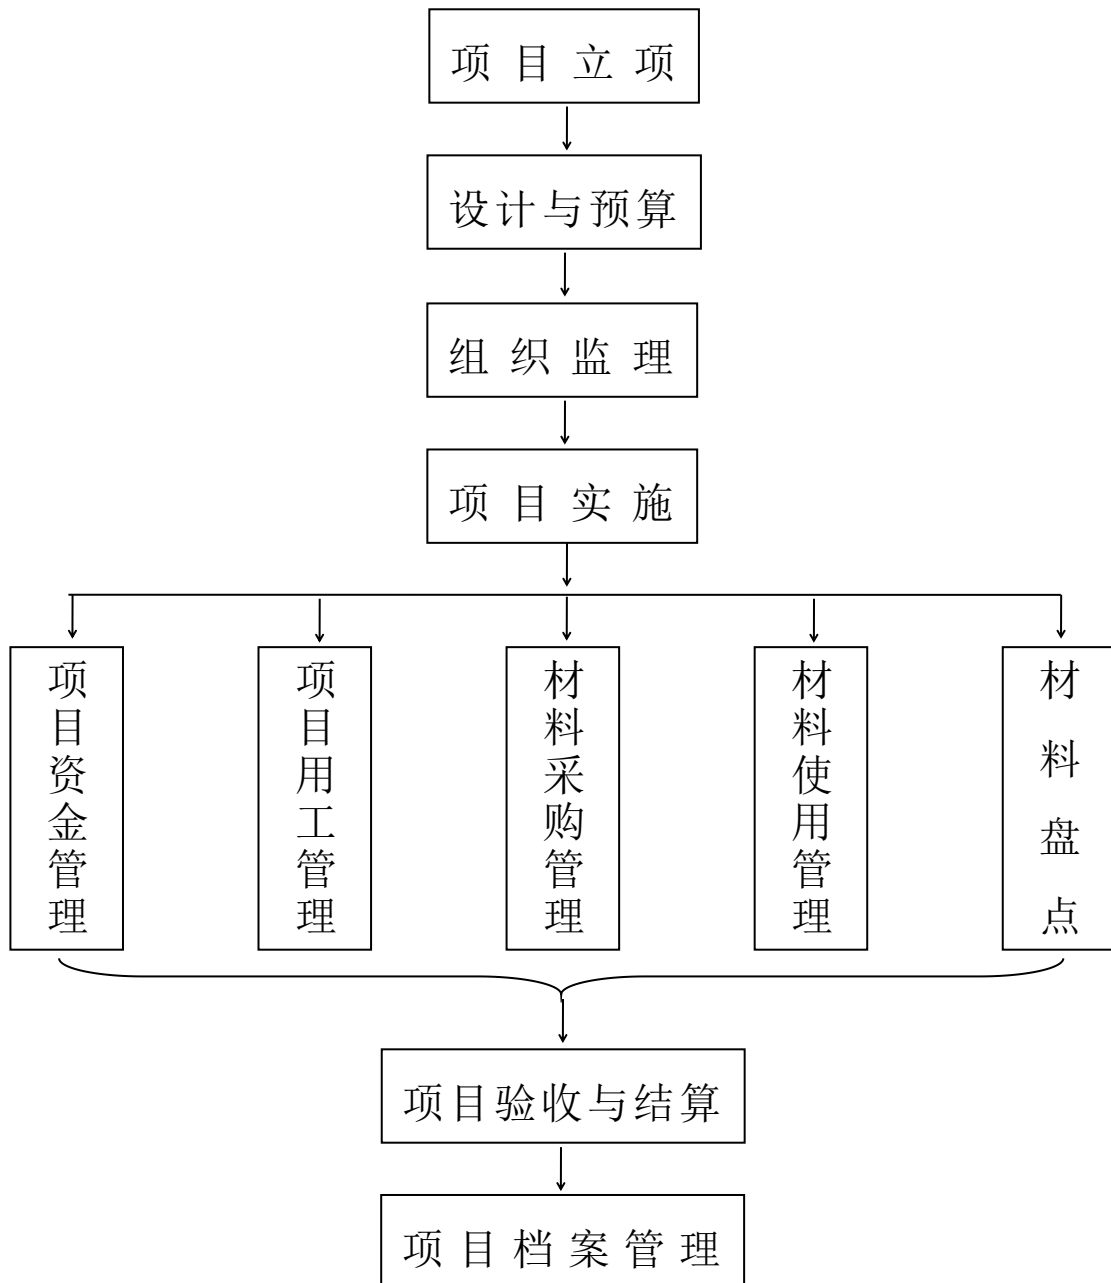 项目立项
设计与预算
组织监理
项目实施
项目资金管理
项目用工管理
材料采购管理
材料使用管理
材料盘点
项目验收与结算
项目档案管理